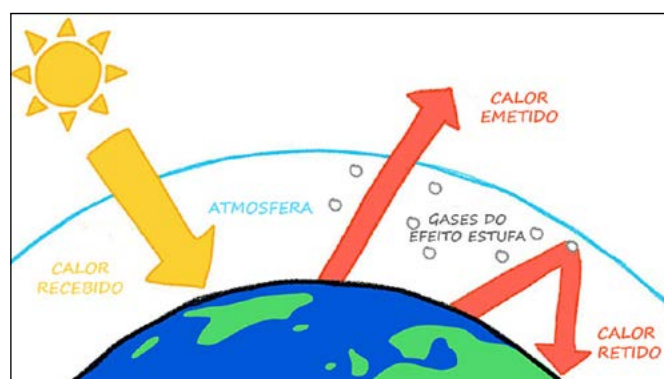 CALOR
EMETIDO
ATMOSFERA
GASES DO
EFEITO ESTUFA
CALOR
RECEBIDO
CALOR
RETIDO